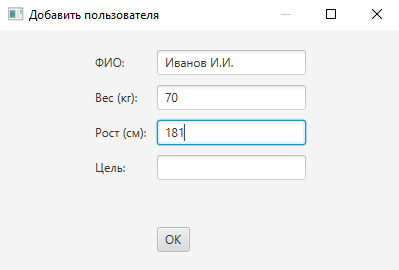 Добавить пользователя
ФИО: Иванов И.И.
Вес (кг): 70
Рост (см): 181
Цель:
OK